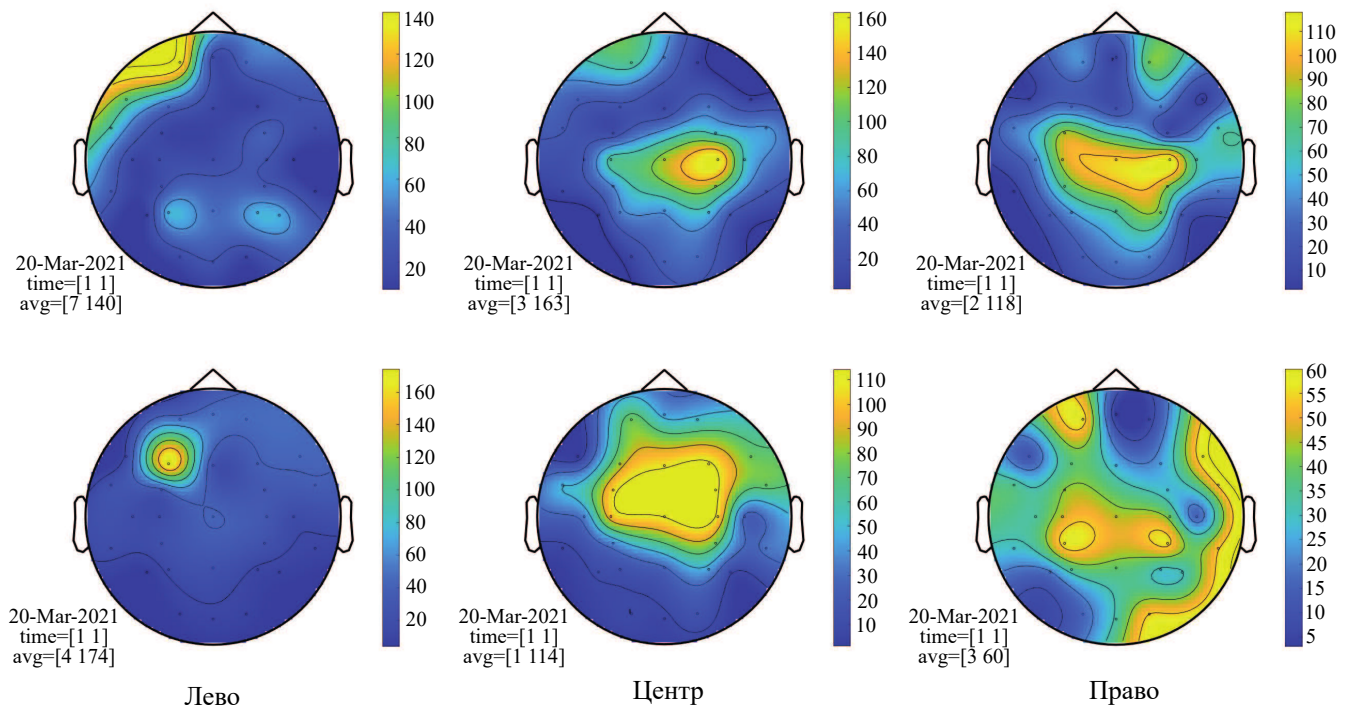 140
120
100
80
60
40
20
20-Mar-2021
time=[1 1]
avg=[7 140]
160
140
120
100
80
60
40
20
20-Mar-2021
time=[1 1]
avg=[3 163]
110
100
90
80
70
60
50
40
30
20
10
20-Mar-2021
time=[1 1]
avg=[2 118]
160
140
120
100
80
60
40
20
20-Mar-2021
time=[1 1]
avg=[4 174]
110
100
90
80
70
60
50
40
30
20
10
20-Mar-2021
time=[1 1]
avg=[1 114]
60
55
50
45
40
35
30
25
20
15
10
5
20-Mar-2021
time=[1 1]
avg=[3 60]
Лево
Центр
Право